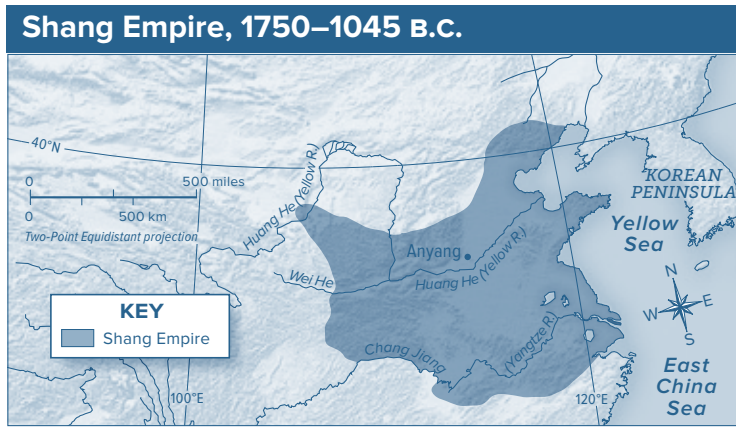 Shang Empire, 1750–1045 B.C.
40°N
0 500 miles
0 500 km
Two-Point Equidistant projection
Huang He (Yellow R.)
KOREAN
PENINSULA
Yellow
Sea
Anyang
Huang He (Yellow R.)
Wei He
N
W E
S
KEY
Shang Empire
Chang Jiang
(Yangtze R.)
East
China
Sea
100°E
120°E